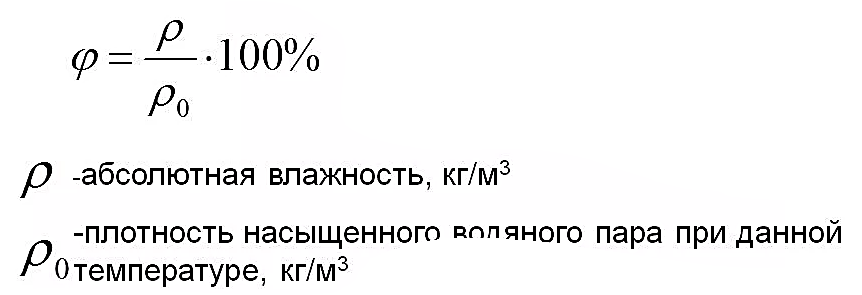 φ = ρ / ρ₀ · 100%
ρ -абсолютная влажность, кг/м³
-плотность насыщенного водяного пара при данной
ρ₀ температуре, кг/м³